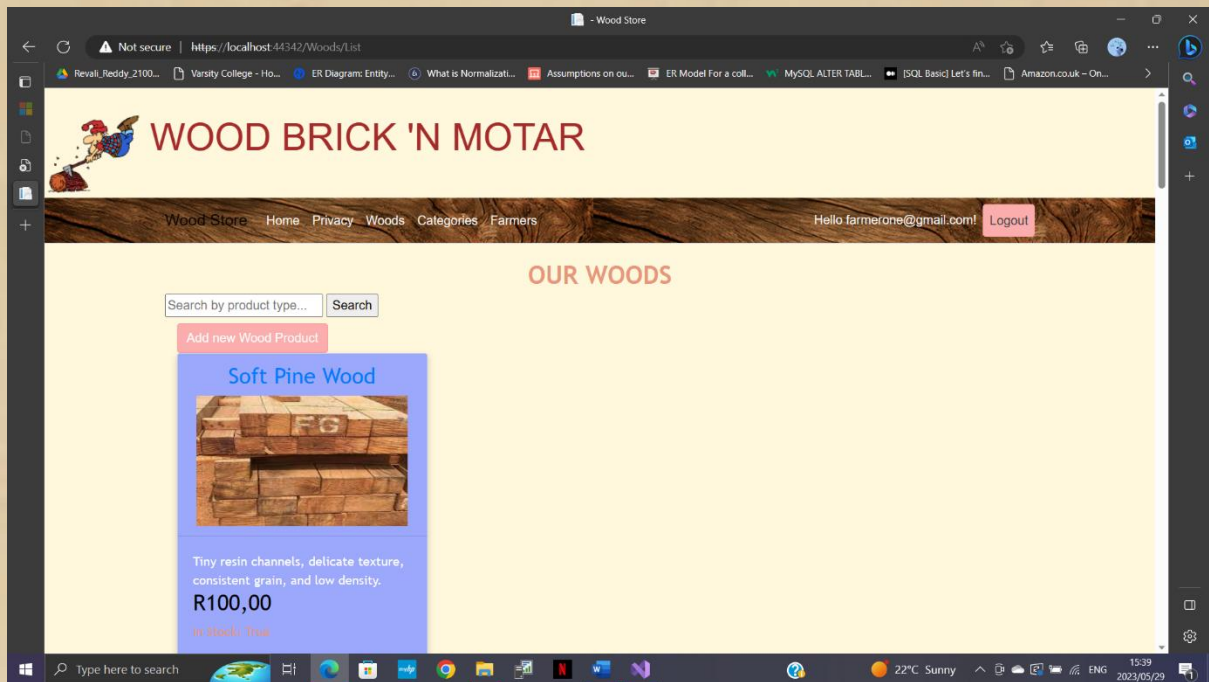 - Wood Store
Not secure | https://localhost:44342/Woods/List
Revali_Reddy_2100... Varsity College - Ho... ER Diagram: Entity... What is Normalizati... Assumptions on ou... ER Model For a coll... MySQL ALTER TABL... [SQL Basic] Let's fin... Amazon.co.uk – On...
WOOD BRICK 'N MOTAR
Wood Store Home Privacy Woods Categories Farmers Hello farmerone@gmail.com! Logout
OUR WOODS
Search by product type... Search
Add new Wood Product
Soft Pine Wood
FG
Tiny resin channels, delicate texture,
consistent grain, and low density.
R100,00
In Stock: True
Type here to search 22°C Sunny ENG 15:39
2023/05/29